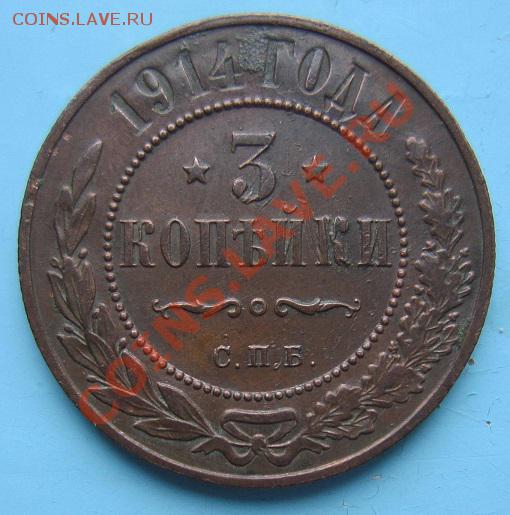 COINS.LAVE.RU
1914 ГОДА
3
КОПѢЙКИ
С.П.Б.
COINS.LAVE.RU